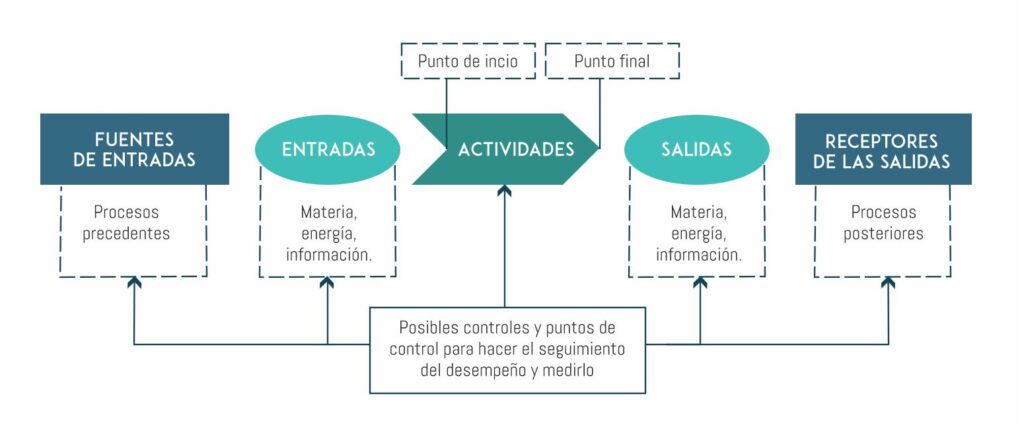 Punto de incio
Punto final
FUENTES
DE ENTRADAS
ENTRADAS
ACTIVIDADES
SALIDAS
RECEPTORES
DE LAS SALIDAS
Procesos
precedentes
Materia,
energía,
información.
Materia,
energía,
información.
Procesos
posteriores
Posibles controles y puntos de
control para hacer el seguimiento
del desempeño y medirlo